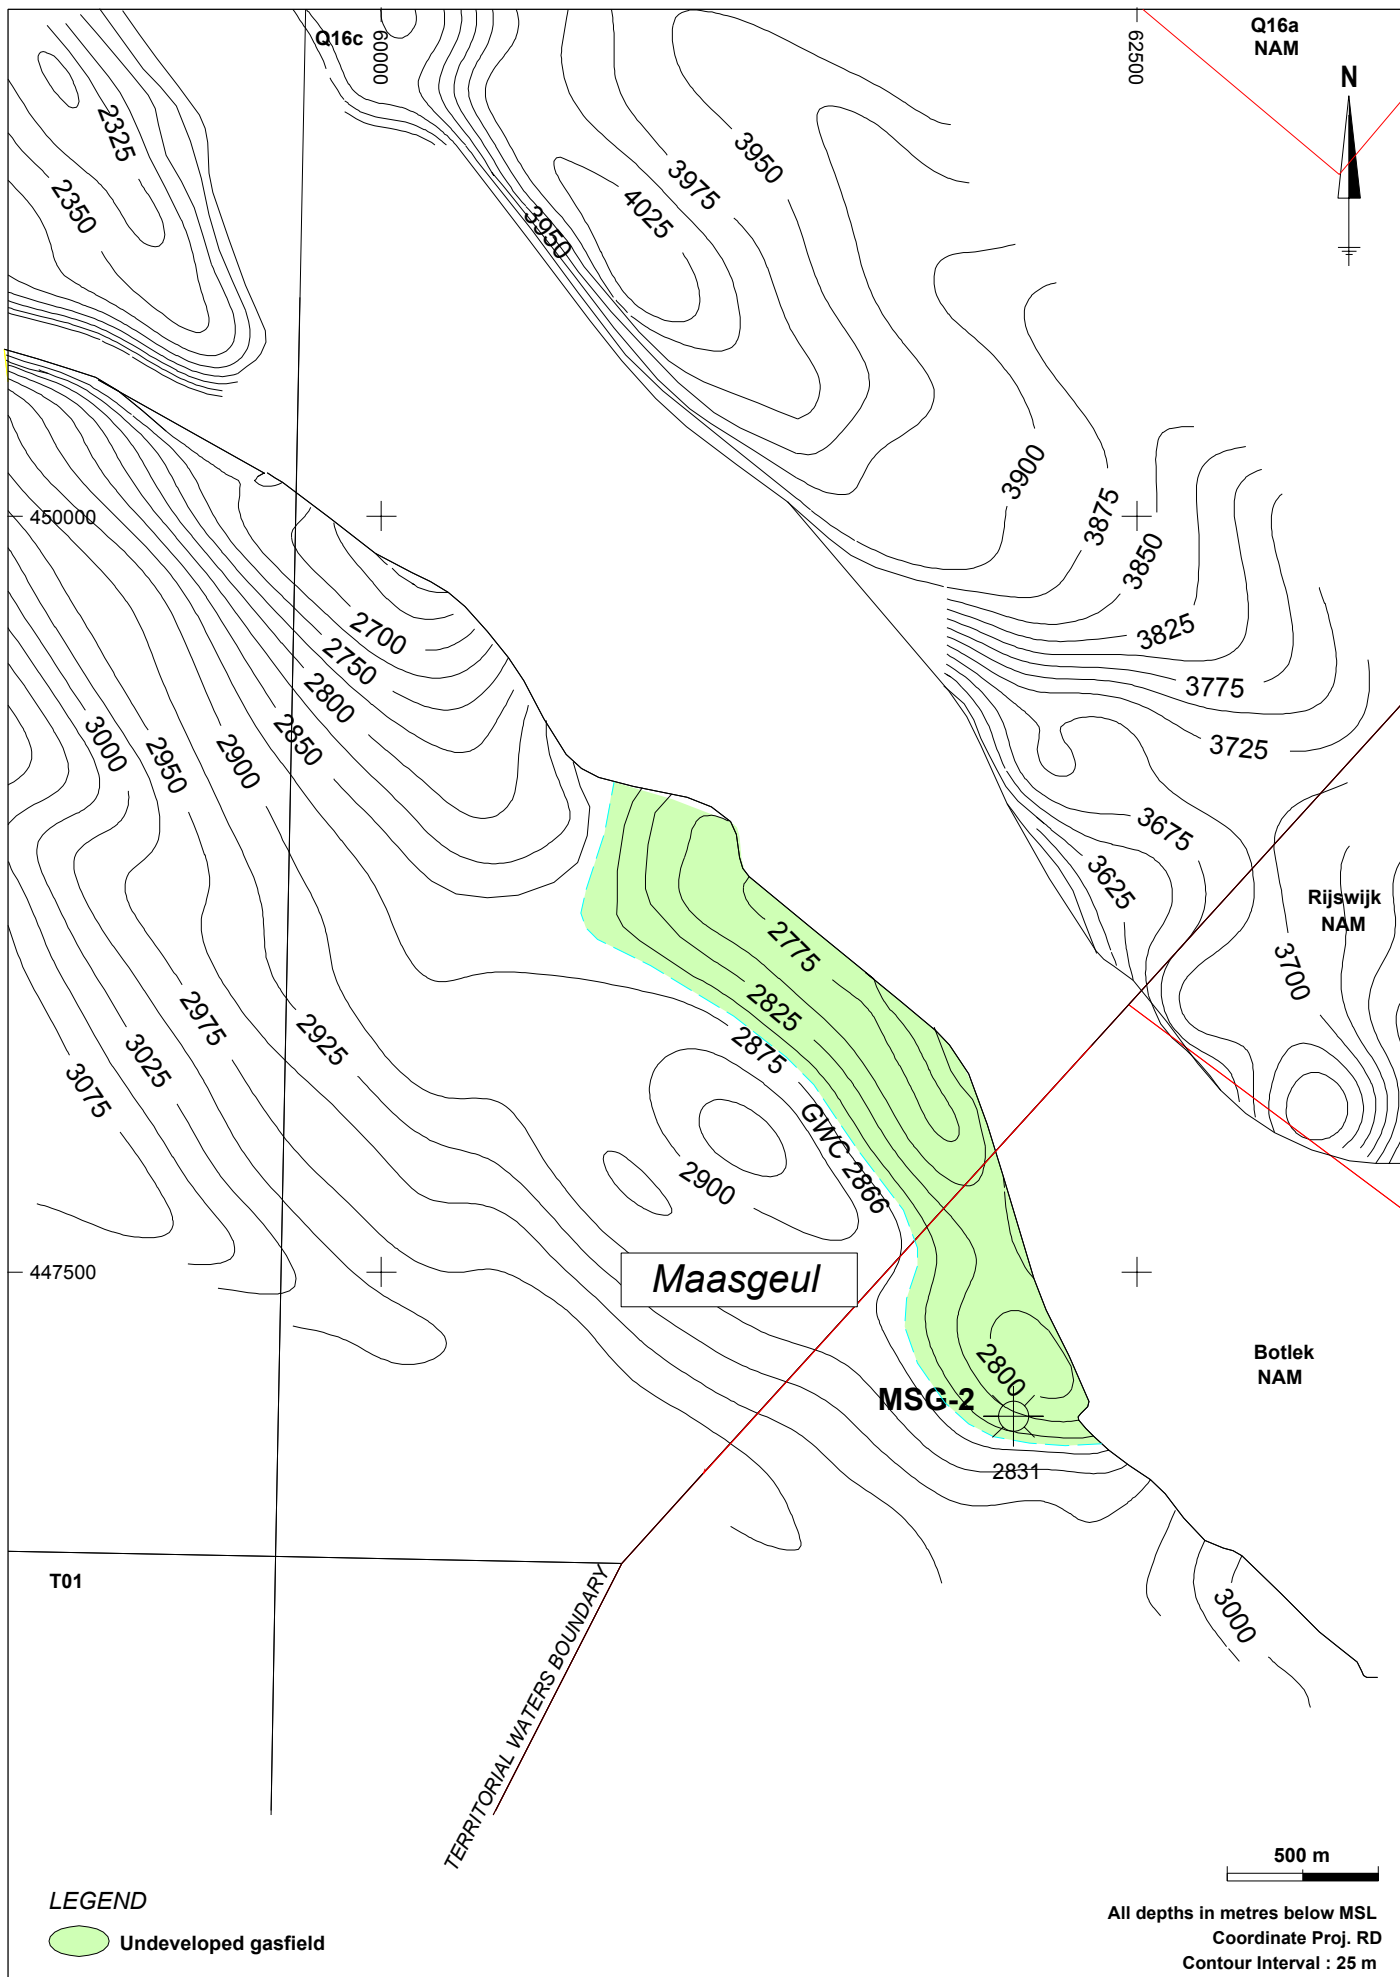 Q16c
60000
62500
Q16a
NAM
N
2325
2350
3950
3975
4025
3950
3900
3875
3850
3825
3775
3725
3675
3625
3700
Rijswijk
NAM
450000
2700
2750
2800
2850
2900
2950
3000
2775
2825
2875
GWC 2866
2900
2925
2975
3025
3075
447500
Maasgeul
2800
MSG-2
2831
Botlek
NAM
3000
T01
TERRITORIAL WATERS BOUNDARY
500 m
LEGEND
Undeveloped gasfield
All depths in metres below MSL
Coordinate Proj. RD
Contour Interval : 25 m